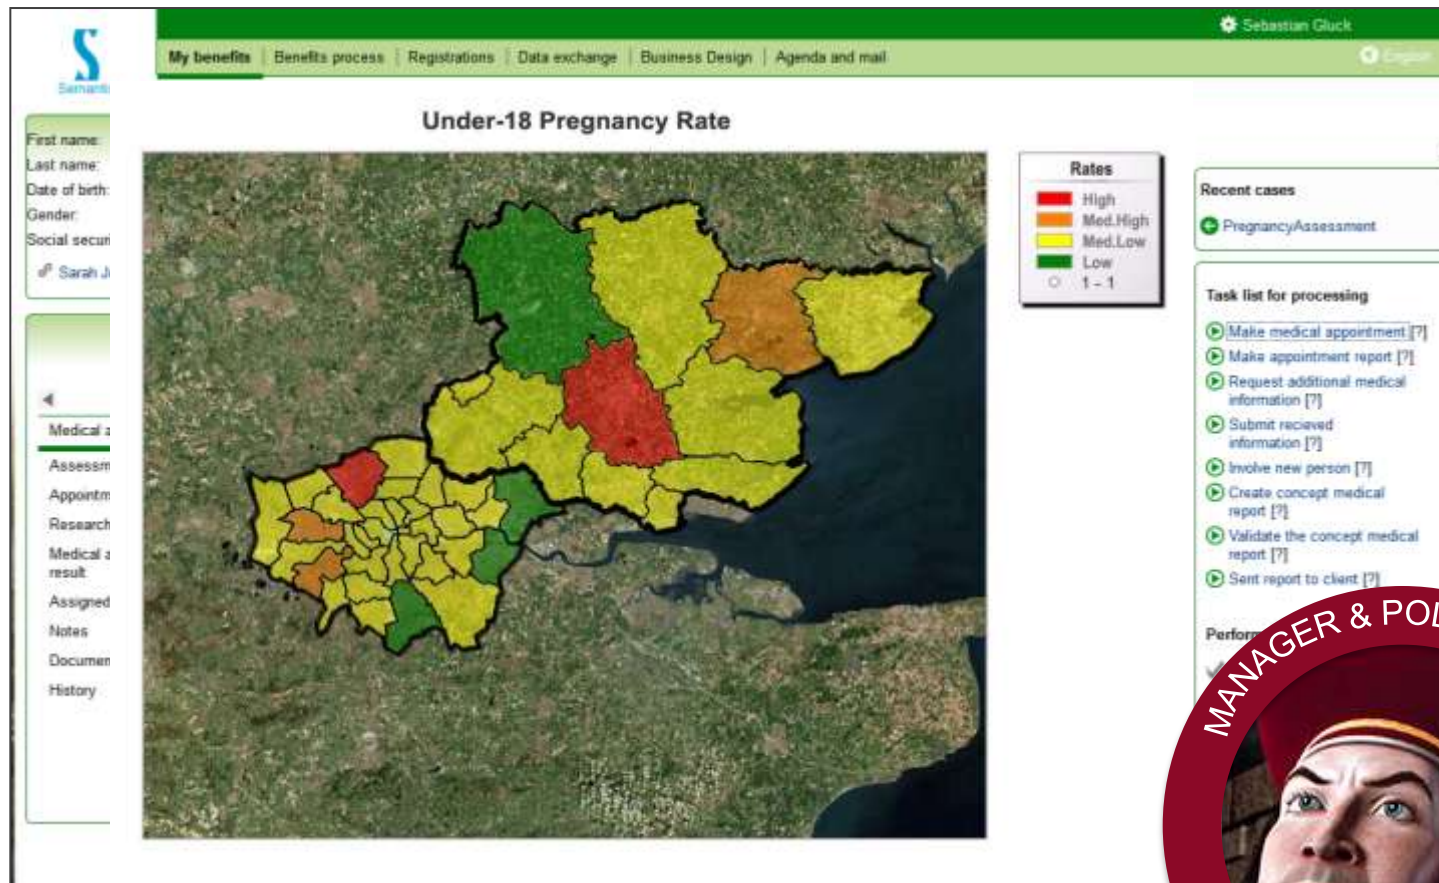 Sebastian Gluck
My benefits | Benefits process | Registrations | Data exchange | Business Design | Agenda and mail
English
First name:
Last name:
Date of birth:
Gender:
Social securi
Sarah J
Medical a
Assessm
Appointm
Research
Medical a
result
Assigned
Notes
Documen
History
Under-18 Pregnancy Rate
Rates
High
Med.High
Med.Low
Low
1 - 1
Recent cases
PregnancyAssessment
Task list for processing
Make medical appointment [?]
Make appointment report [?]
Request additional medical
information [?]
Submit recieved
information [?]
Involve new person [?]
Create concept medical
report [?]
Validate the concept medical
report [?]
Sent report to client [?]
Perform
MANAGER & POL